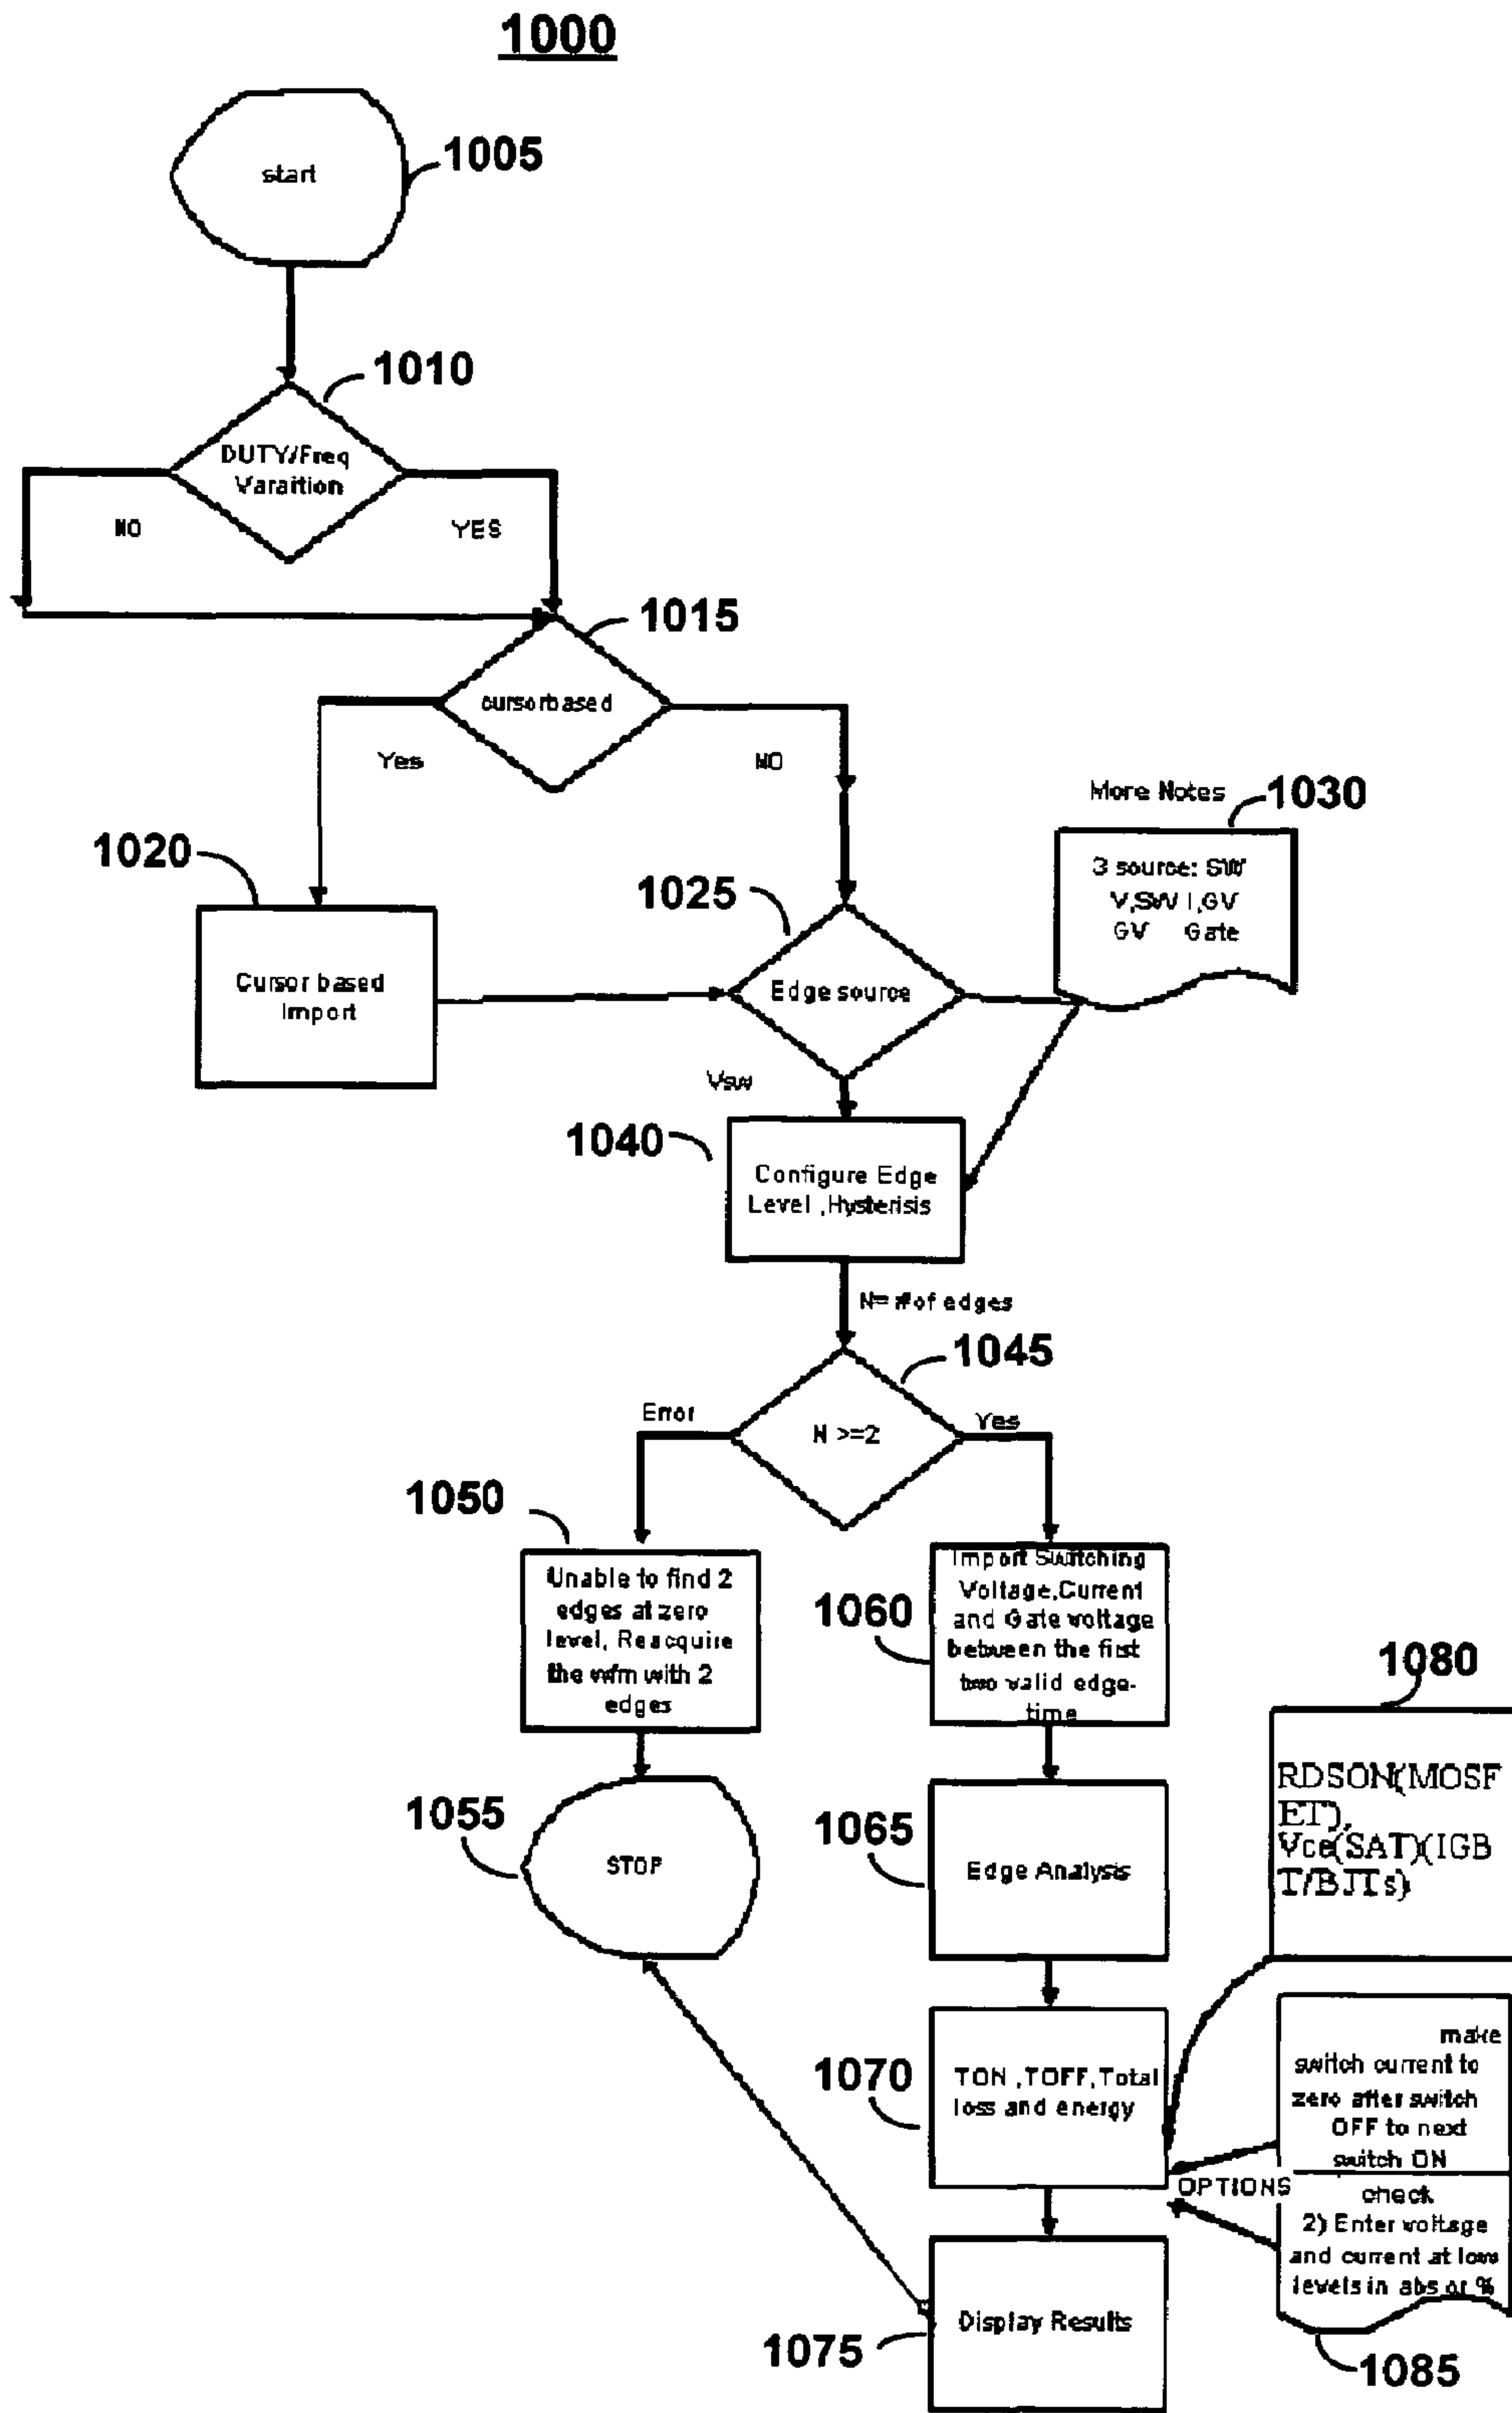 1000
start
1005
1010
DUTY/Freq
Varaition
NO
YES
1015
cursorbased
Yes
NO
More Notes
1030
3 source: SW
V,SW I,GV
GV Gate
1020
Cursor based
Import
1025
Edge source
Vsw
1040
Configure Edge
Level ,Hysterisis
N= # of edges
1045
N >=2
Error
Yes
1050
Unable to find 2
edges at zero
level, Reacquire
the wfm with 2
edges
1060
Import Switching
Voltage,Current
and Gate voltage
between the first
two valid edge-
time
1055
STOP
1065
Edge Analysis
1080
RDSON(MOSF
ET),
Vce(SAT)(IGB
T/BJTs)
1070
TON ,TOFF,Total
loss and energy
make
switch current to
zero after switch
OFF to next
switch ON
OPTIONS
check
2) Enter voltage
and current at low
levels in abs or %
1085
1075
Display Results